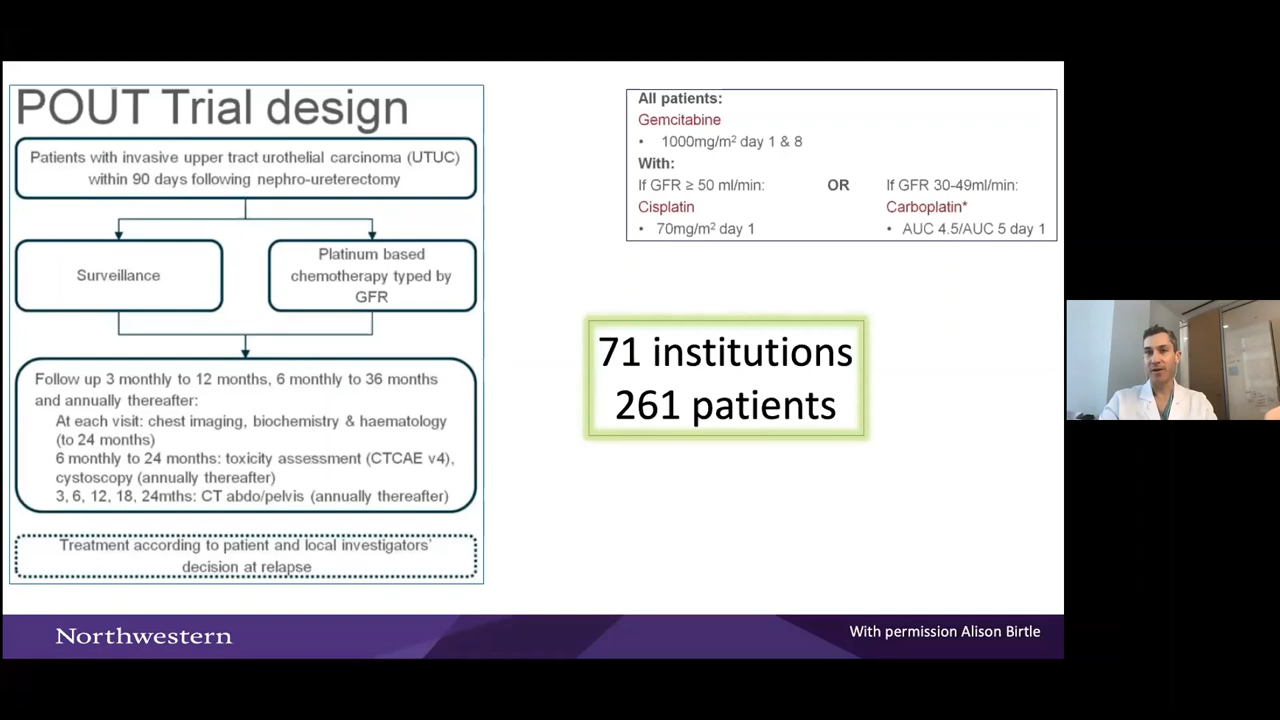 POUT Trial design
Patients with invasive upper tract urothelial carcinoma (UTUC)
within 90 days following nephro-ureterectomy
Surveillance
Platinum based
chemotherapy typed by
GFR
Follow up 3 monthly to 12 months, 6 monthly to 36 months
and annually thereafter:
At each visit: chest imaging, biochemistry & haematology
(to 24 months)
6 monthly to 24 months: toxicity assessment (CTCAE v4),
cystoscopy (annually thereafter)
3, 6, 12, 18, 24mths: CT abdo/pelvis (annually thereafter)
Treatment according to patient and local investigators'
decision at relapse
All patients:
Gemcitabine
• 1000mg/m² day 1 & 8
With:
If GFR ≥ 50 ml/min:
Cisplatin
• 70mg/m² day 1
OR
If GFR 30-49ml/min:
Carboplatin*
• AUC 4.5/AUC 5 day 1
71 institutions
261 patients
Northwestern
With permission Alison Birtle